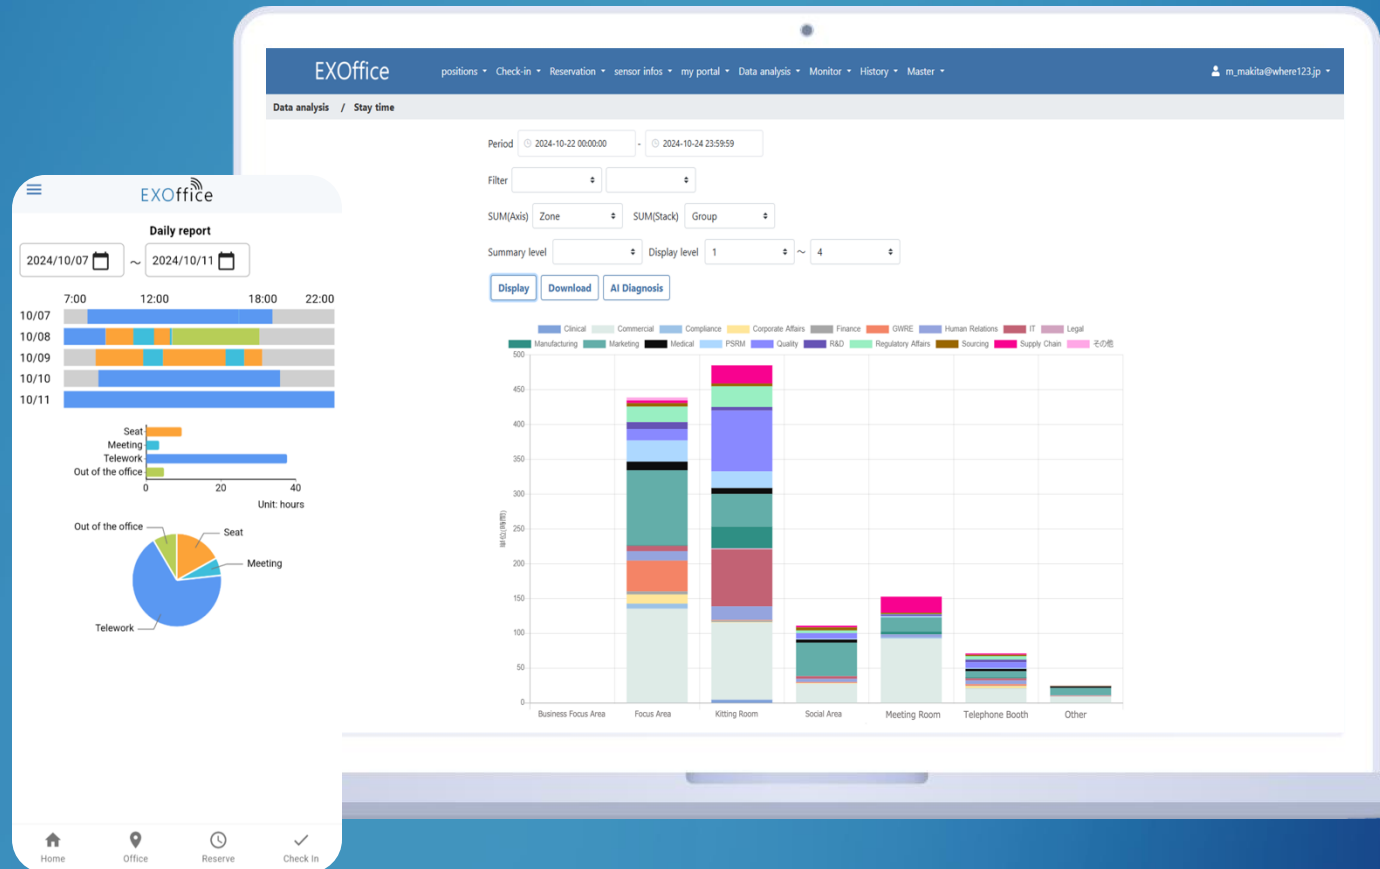 EXOffice
positions Check-in Reservation sensor infos my portal Data analysis Monitor History Master
m_makita@where123.jp
Data analysis / Stay time
Period 2024-10-22 00:00:00 - 2024-10-24 23:59:59
Filter
SUM(Axis) Zone SUM(Stack) Group
Summary level Display level 1 ~ 4
Display Download AI Diagnosis
Clinical Commercial Compliance Corporate Affairs Finance GWRE Human Relations IT Legal
Manufacturing Marketing Medical PSRM Quality R&D Regulatory Affairs Sourcing Supply Chain その他
500
450
400
350
300
250
200
150
100
50
0
単位(時間)
Business Focus Area Focus Area Kitting Room Social Area Meeting Room Telephone Booth Other
EXOffice
Daily report
2024/10/07 ~ 2024/10/11
7:00 12:00 18:00 22:00
10/07
10/08
10/09
10/10
10/11
Seat
Meeting
Telework
Out of the office
0 20 40
Unit: hours
Out of the office
Seat
Meeting
Telework
Home Office Reserve Check In